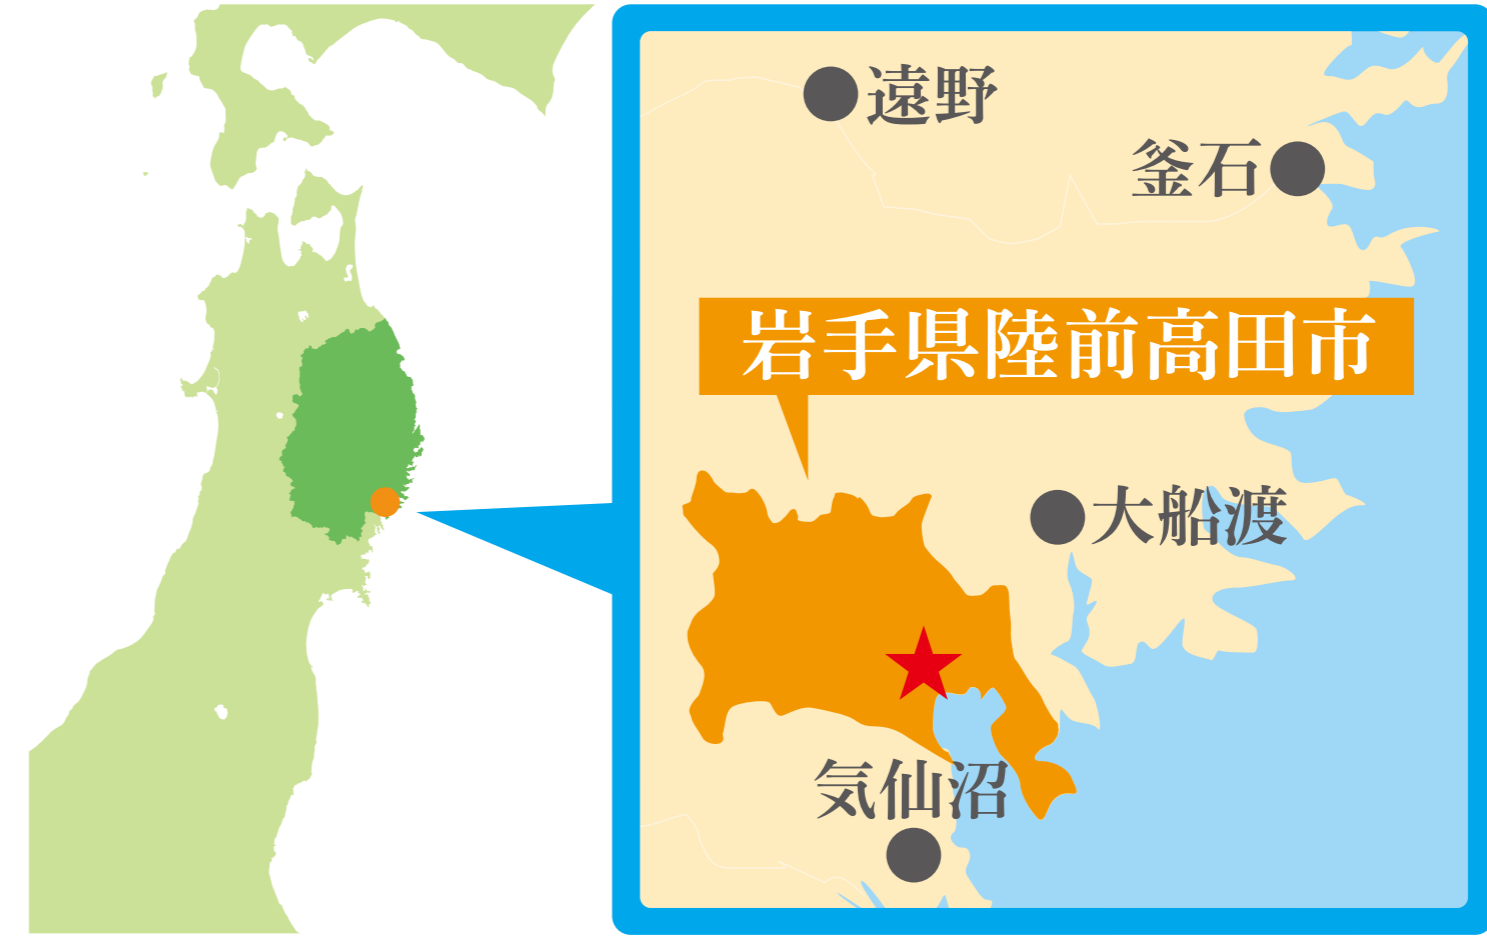 遠野
釜石
岩手県陸前高田市
大船渡
気仙沼